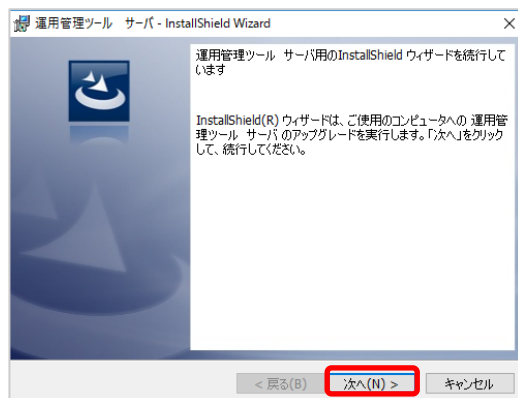 運用管理ツール　サーバ - InstallShield Wizard
運用管理ツール　サーバ用のInstallShield ウィザードを続行して
います
InstallShield(R) ウィザードは、ご使用のコンピュータへの 運用管
理ツール　サーバ のアップグレードを実行します。「次へ」をクリック
して、続行してください。
< 戻る(B)
次へ(N) >
キャンセル